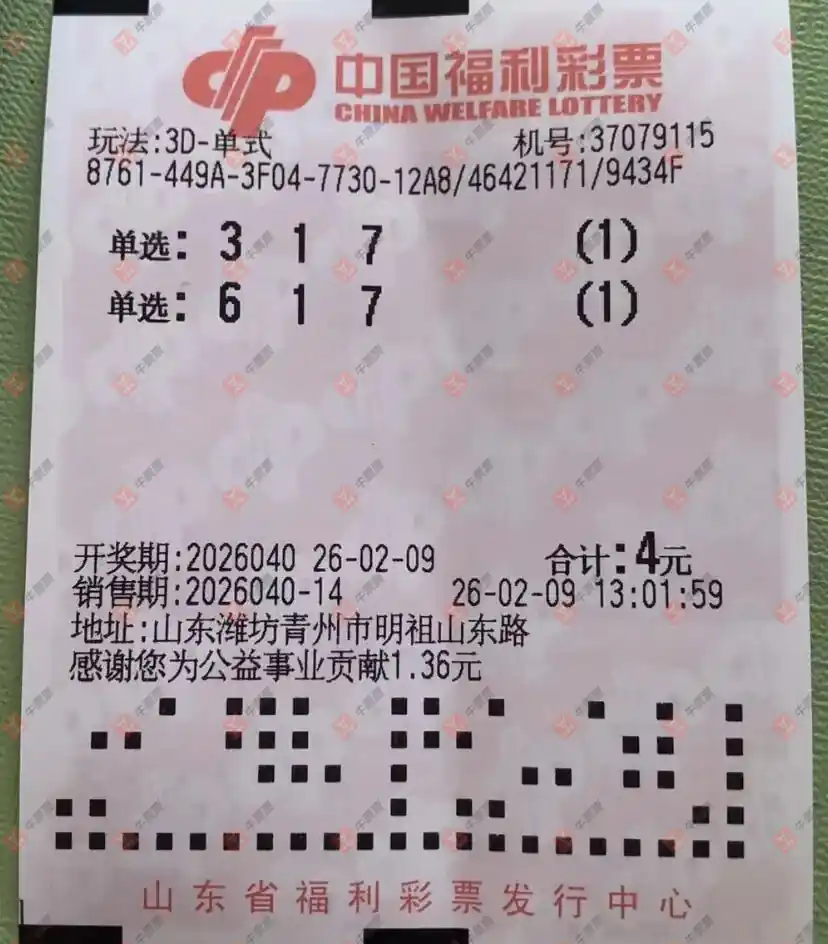 中国福利彩票
CHINA WELFARE LOTTERY
玩法:3D-单式 机号:37079115
8761-449A-3F04-7730-12A8/46421171/9434F
单选: 3 1 7 (1)
单选: 6 1 7 (1)
开奖期:2026040 26-02-09 合计:4元
销售期:2026040-14 26-02-09 13:01:59
地址:山东潍坊青州市明祖山东路
感谢您为公益事业贡献1.36元
山东省福利彩票发行中心